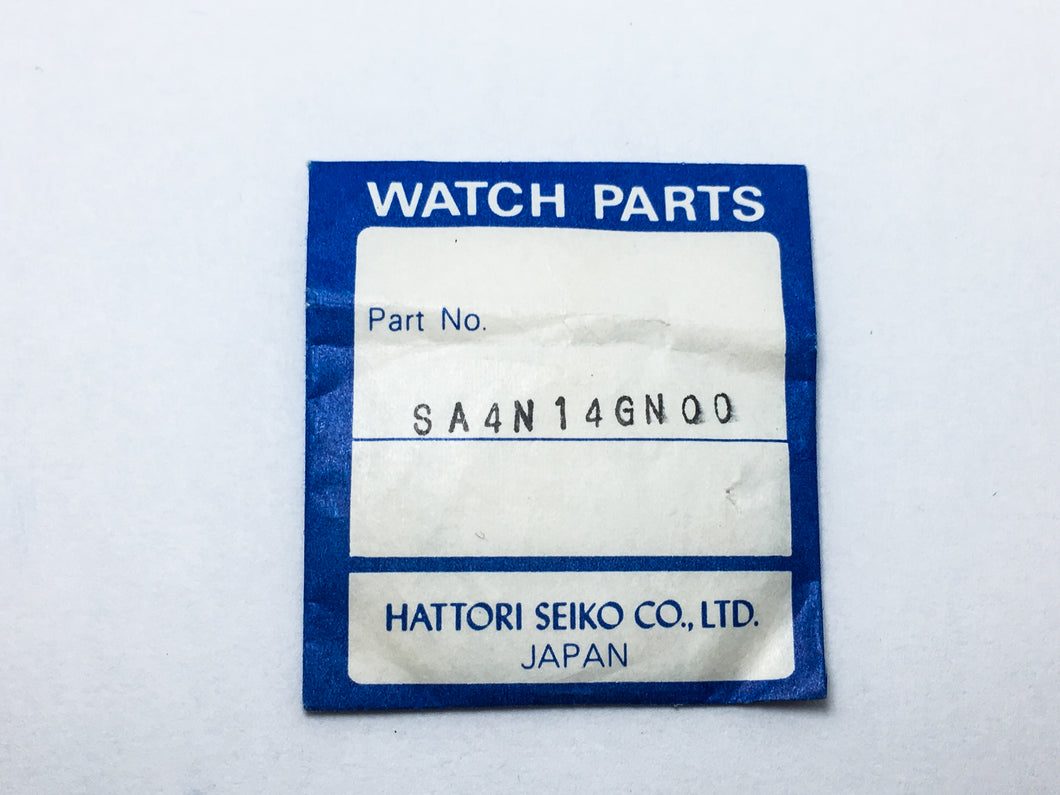 WATCH PARTS
Part No.
SA4N14GN00
HATTORI SEIKO CO., LTD.
JAPAN